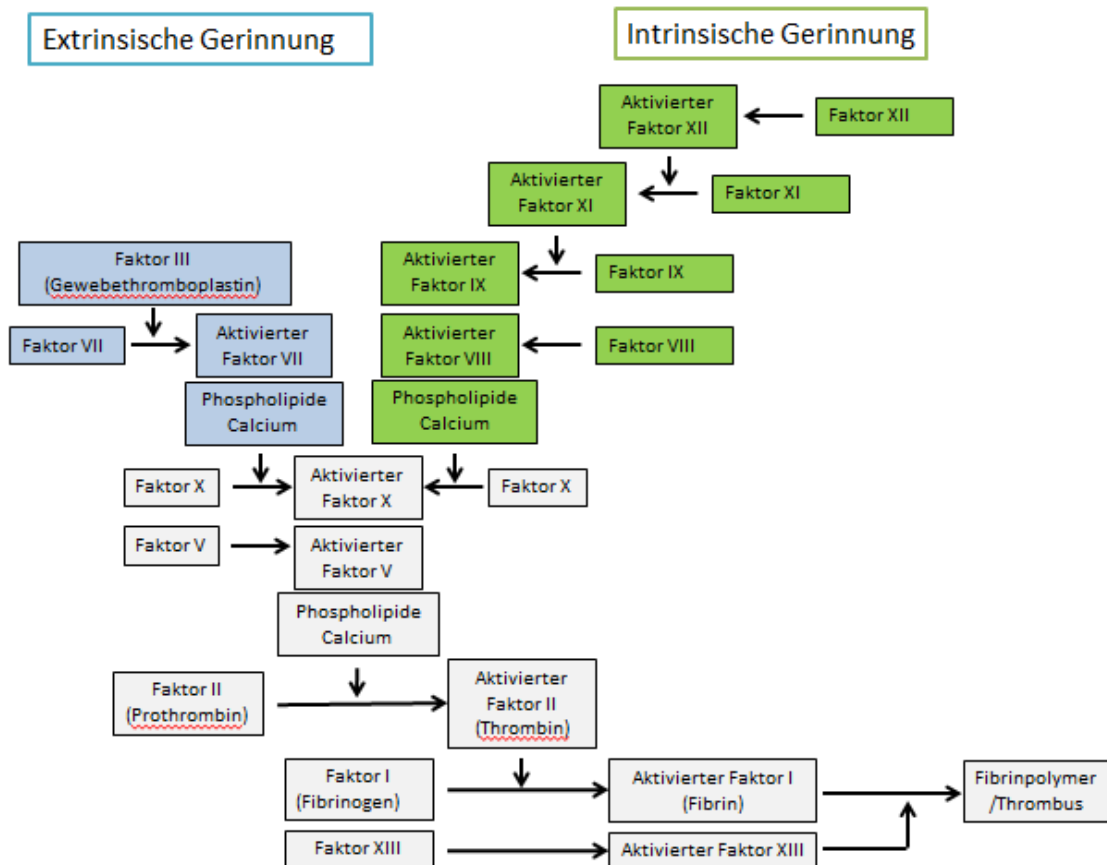 Extrinsische Gerinnung
Intrinsische Gerinnung
Aktivierter
Faktor XII
Faktor XII
Aktivierter
Faktor XI
Faktor XI
Faktor III
(Gewebethromboplastin)
Aktivierter
Faktor IX
Faktor IX
Faktor VII
Aktivierter
Faktor VII
Aktivierter
Faktor VIII
Faktor VIII
Phospholipide
Calcium
Phospholipide
Calcium
Faktor X
Aktivierter
Faktor X
Faktor X
Faktor V
Aktivierter
Faktor V
Phospholipide
Calcium
Faktor II
(Prothrombin)
Aktivierter
Faktor II
(Thrombin)
Faktor I
(Fibrinogen)
Aktivierter Faktor I
(Fibrin)
Fibrinpolymer
/Thrombus
Faktor XIII
Aktivierter Faktor XIII